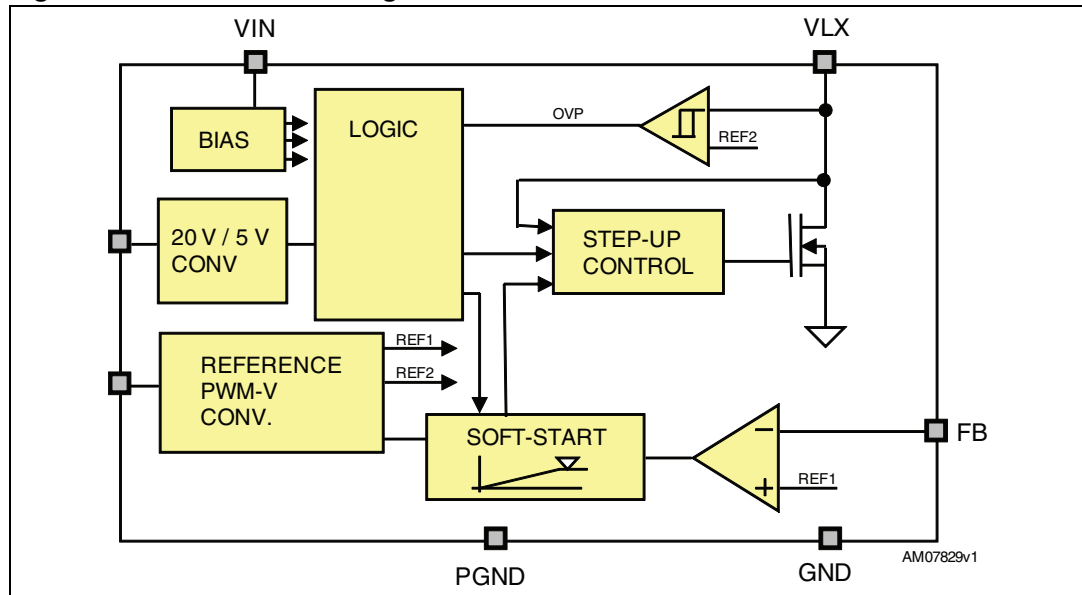 VIN
VLX
BIAS
LOGIC
OVP
REF2
20 V / 5 V
CONV
STEP-UP
CONTROL
REFERENCE
PWM-V
CONV.
REF1
REF2
SOFT-START
FB
REF1
PGND
GND
AM07829v1